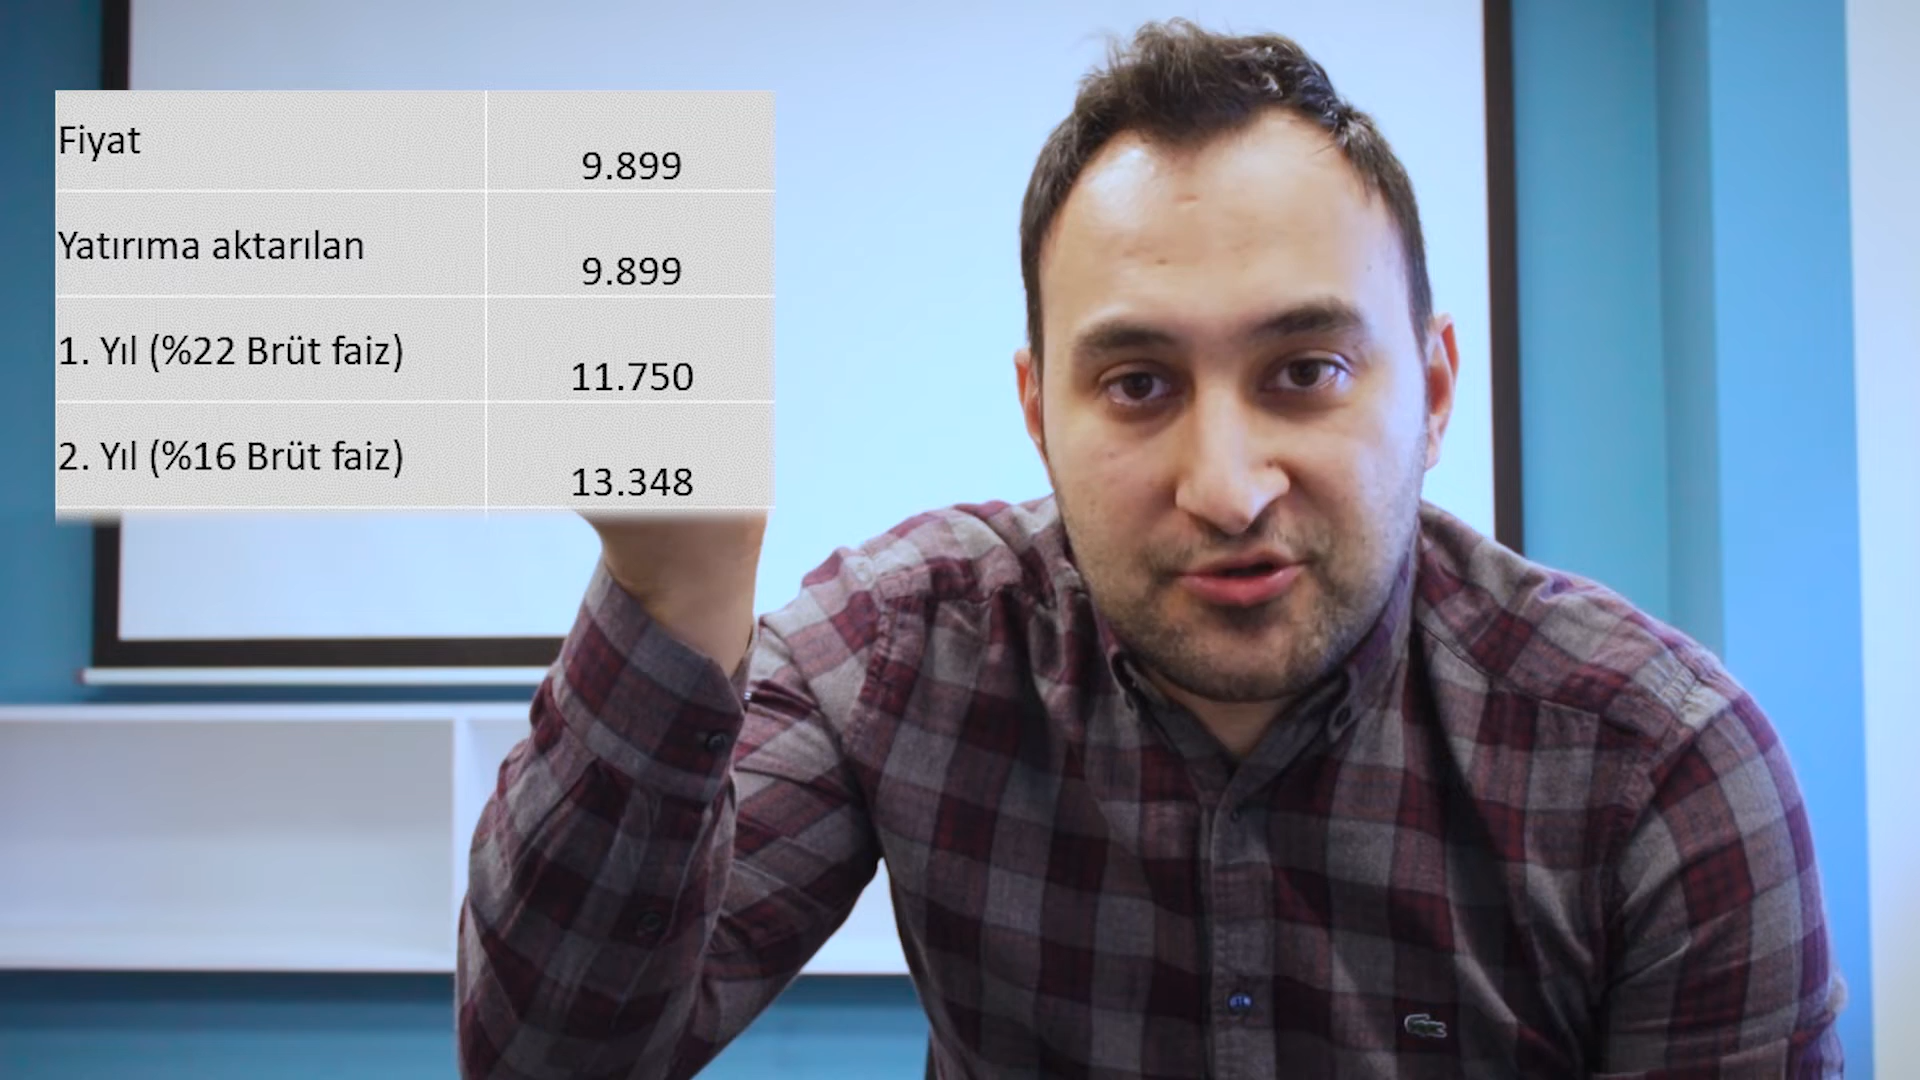 Fiyat 9.899
Yatırıma aktarılan 9.899
1. Yıl (%22 Brüt faiz) 11.750
2. Yıl (%16 Brüt faiz) 13.348